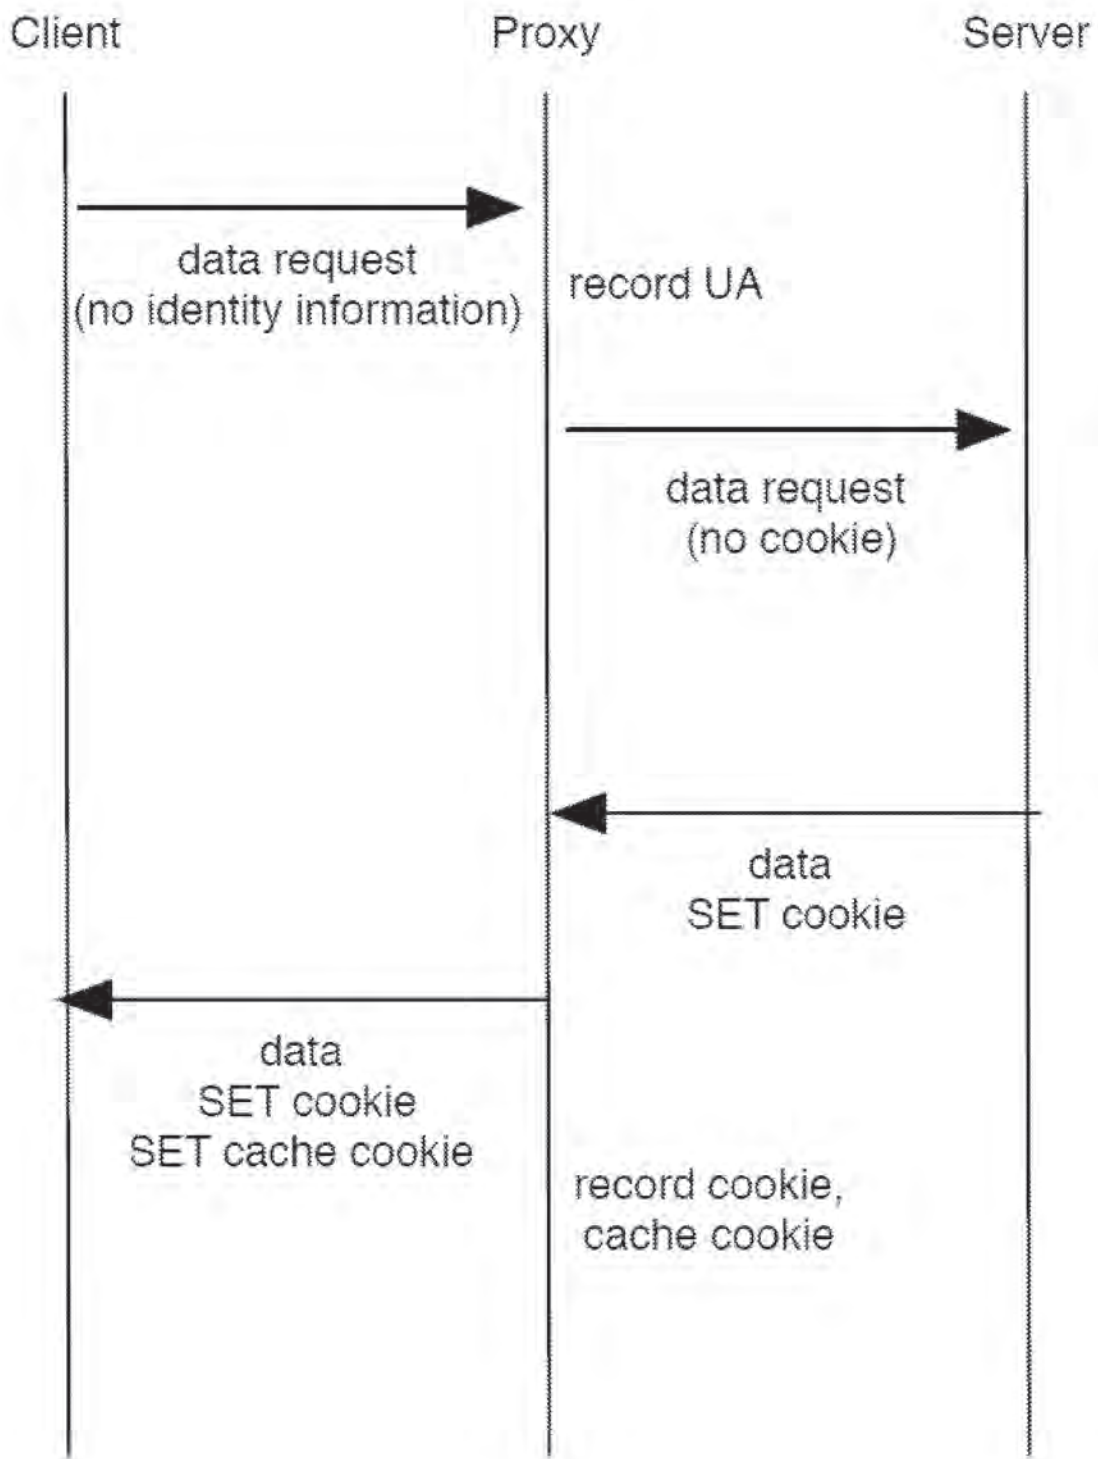 Client
Proxy
Server
data request
(no identity information)
record UA
data request
(no cookie)
data
SET cookie
data
SET cookie
SET cache cookie
record cookie,
cache cookie